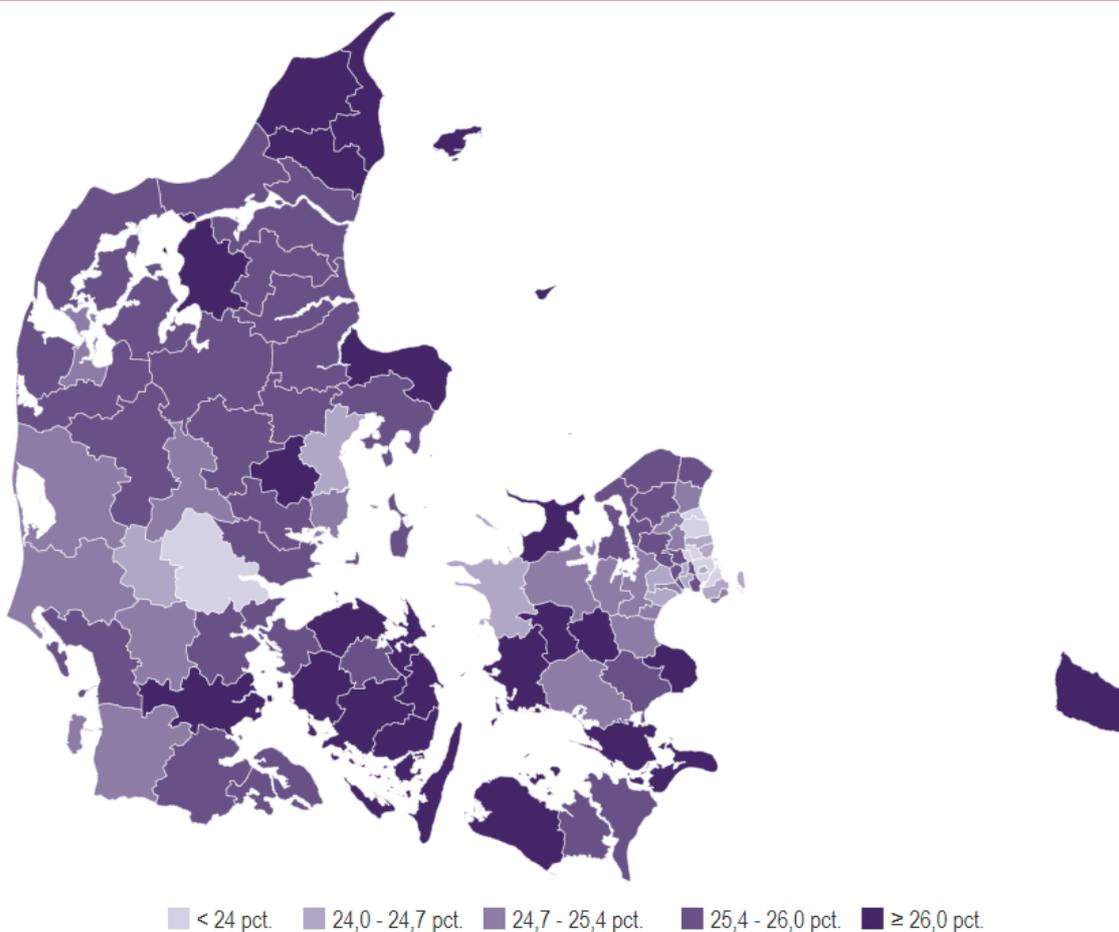 < 24 pct. 24,0 - 24,7 pct. 24,7 - 25,4 pct. 25,4 - 26,0 pct. ≥ 26,0 pct.